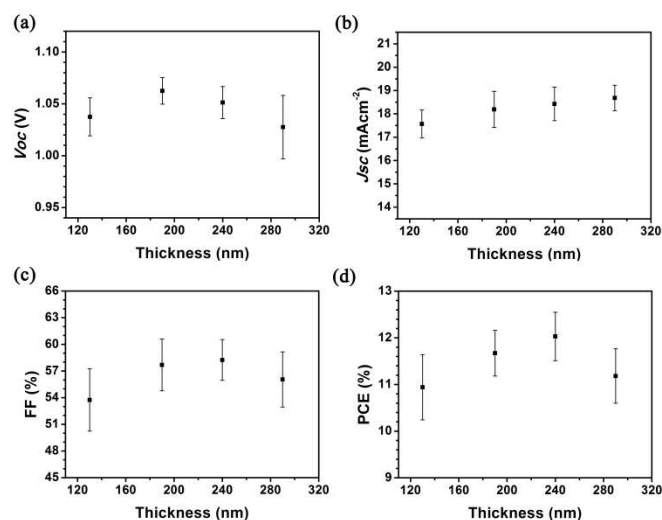 (a)
1.10
1.05
1.00
0.95
Voc (V)
120 160 200 240 280 320
Thickness (nm)
(b)
21
20
19
18
17
16
15
14
Jsc (mAcm⁻²)
120 160 200 240 280 320
Thickness (nm)
(c)
66
63
60
57
54
51
48
45
FF (%)
120 160 200 240 280 320
Thickness (nm)
(d)
13
12
11
10
9
PCE (%)
120 160 200 240 280 320
Thickness (nm)